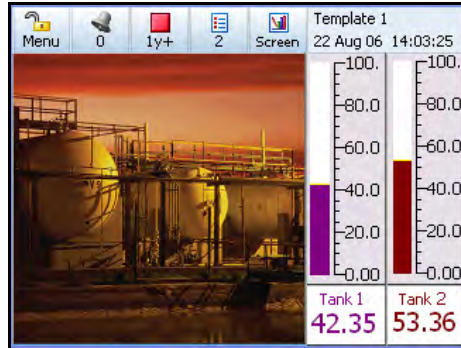 Menu
0
1y+
2
Screen
Template 1
22 Aug 06 14:03:25
100. 100.
80.0 80.0
60.0 60.0
40.0 40.0
20.0 20.0
0.00 0.00
Tank 1 Tank 2
42.35 53.36